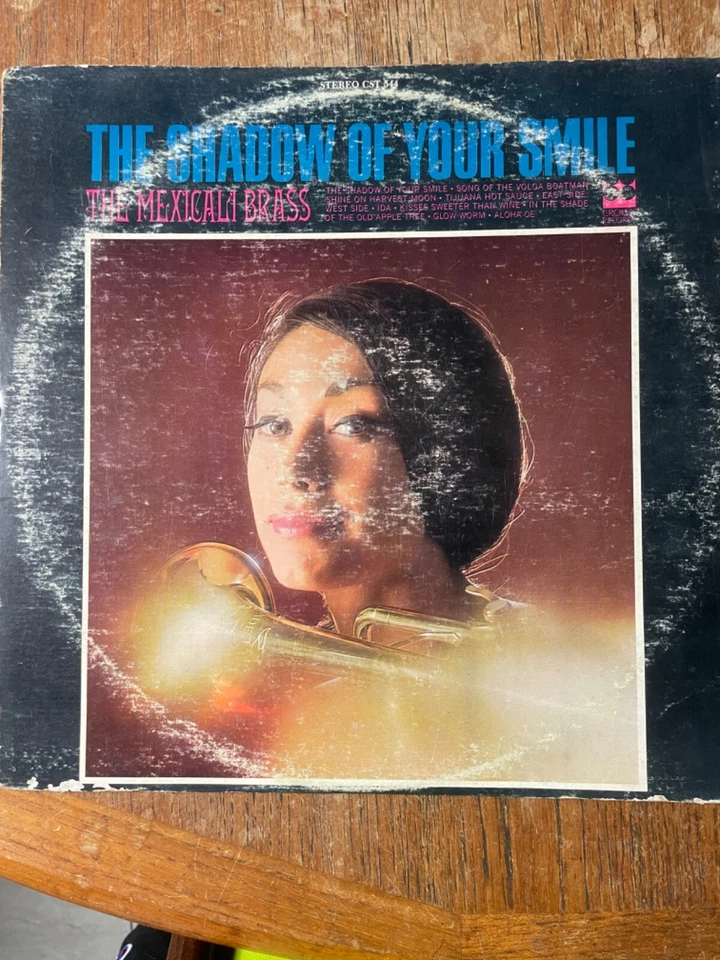 STEREO CST 544
THE SHADOW OF YOUR SMILE
THE MEXICALI BRASS
THE SHADOW OF YOUR SMILE • SONG OF THE VOLGA BOATMAN
SHINE ON HARVEST MOON • TIJUANA HOT SAUCE • EAST SIDE
WEST SIDE • IDA • KISSES SWEETER THAN WINE • IN THE SHADE
OF THE OLD APPLE TREE • GLOW WORM • ALOHA OE
CROWN
RECORDS